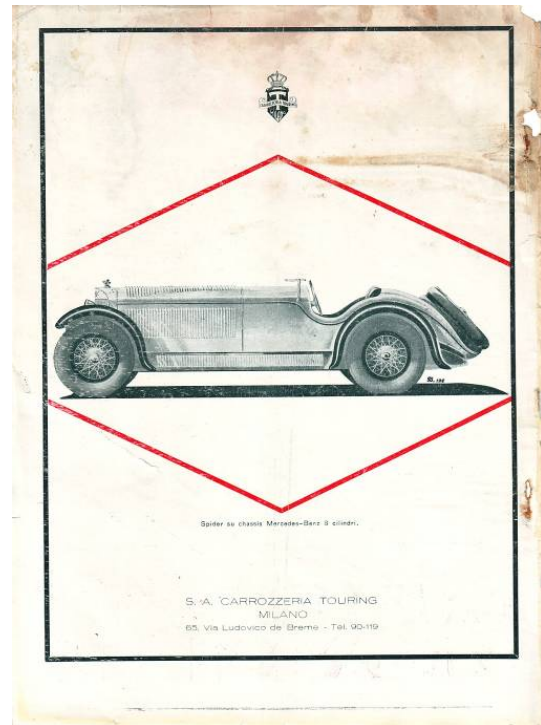 Spider su chassis Mercedes-Benz 8 cilindri.
S. A. CARROZZERIA TOURING
MILANO
65, Via Ludovico de Breme - Tel. 90-119